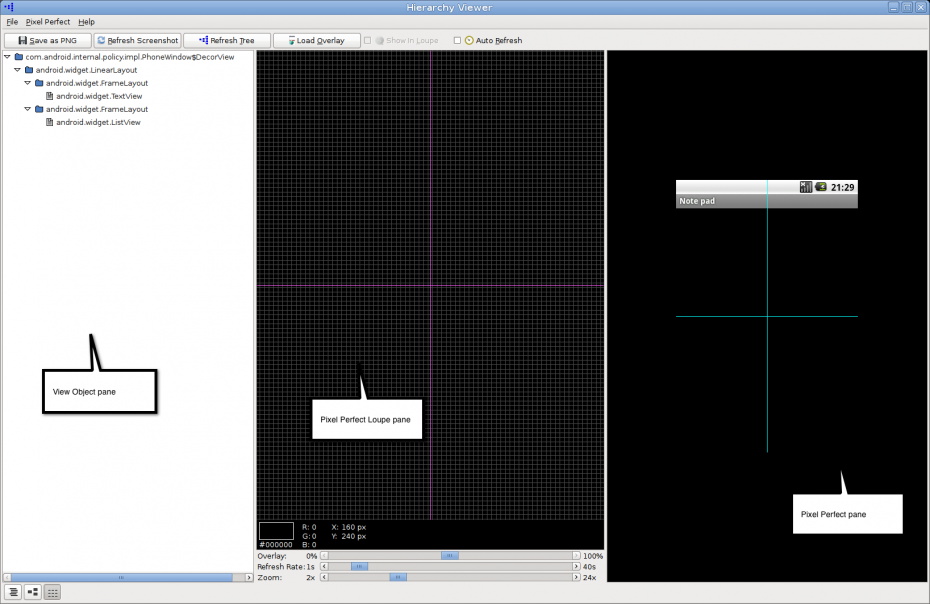 Hierarchy Viewer
File Pixel Perfect Help
Save as PNG Refresh Screenshot Refresh Tree Load Overlay Show In Loupe Auto Refresh
com.android.internal.policy.impl.PhoneWindow$DecorView
android.widget.LinearLayout
android.widget.FrameLayout
android.widget.TextView
android.widget.FrameLayout
android.widget.ListView
View Object pane
Pixel Perfect Loupe pane
#000000
R: 0 X: 160 px
G: 0 Y: 240 px
B: 0
Overlay: 0% 100%
Refresh Rate: 1s 40s
Zoom: 2x 24x
21:29
Note pad
Pixel Perfect pane